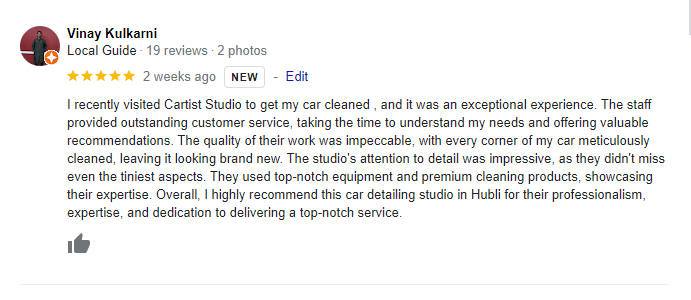 Vinay Kulkarni
Local Guide · 19 reviews · 2 photos
2 weeks ago NEW - Edit
I recently visited Cartist Studio to get my car cleaned , and it was an exceptional experience. The staff
provided outstanding customer service, taking the time to understand my needs and offering valuable
recommendations. The quality of their work was impeccable, with every corner of my car meticulously
cleaned, leaving it looking brand new. The studio's attention to detail was impressive, as they didn't miss
even the tiniest aspects. They used top-notch equipment and premium cleaning products, showcasing
their expertise. Overall, I highly recommend this car detailing studio in Hubli for their professionalism,
expertise, and dedication to delivering a top-notch service.